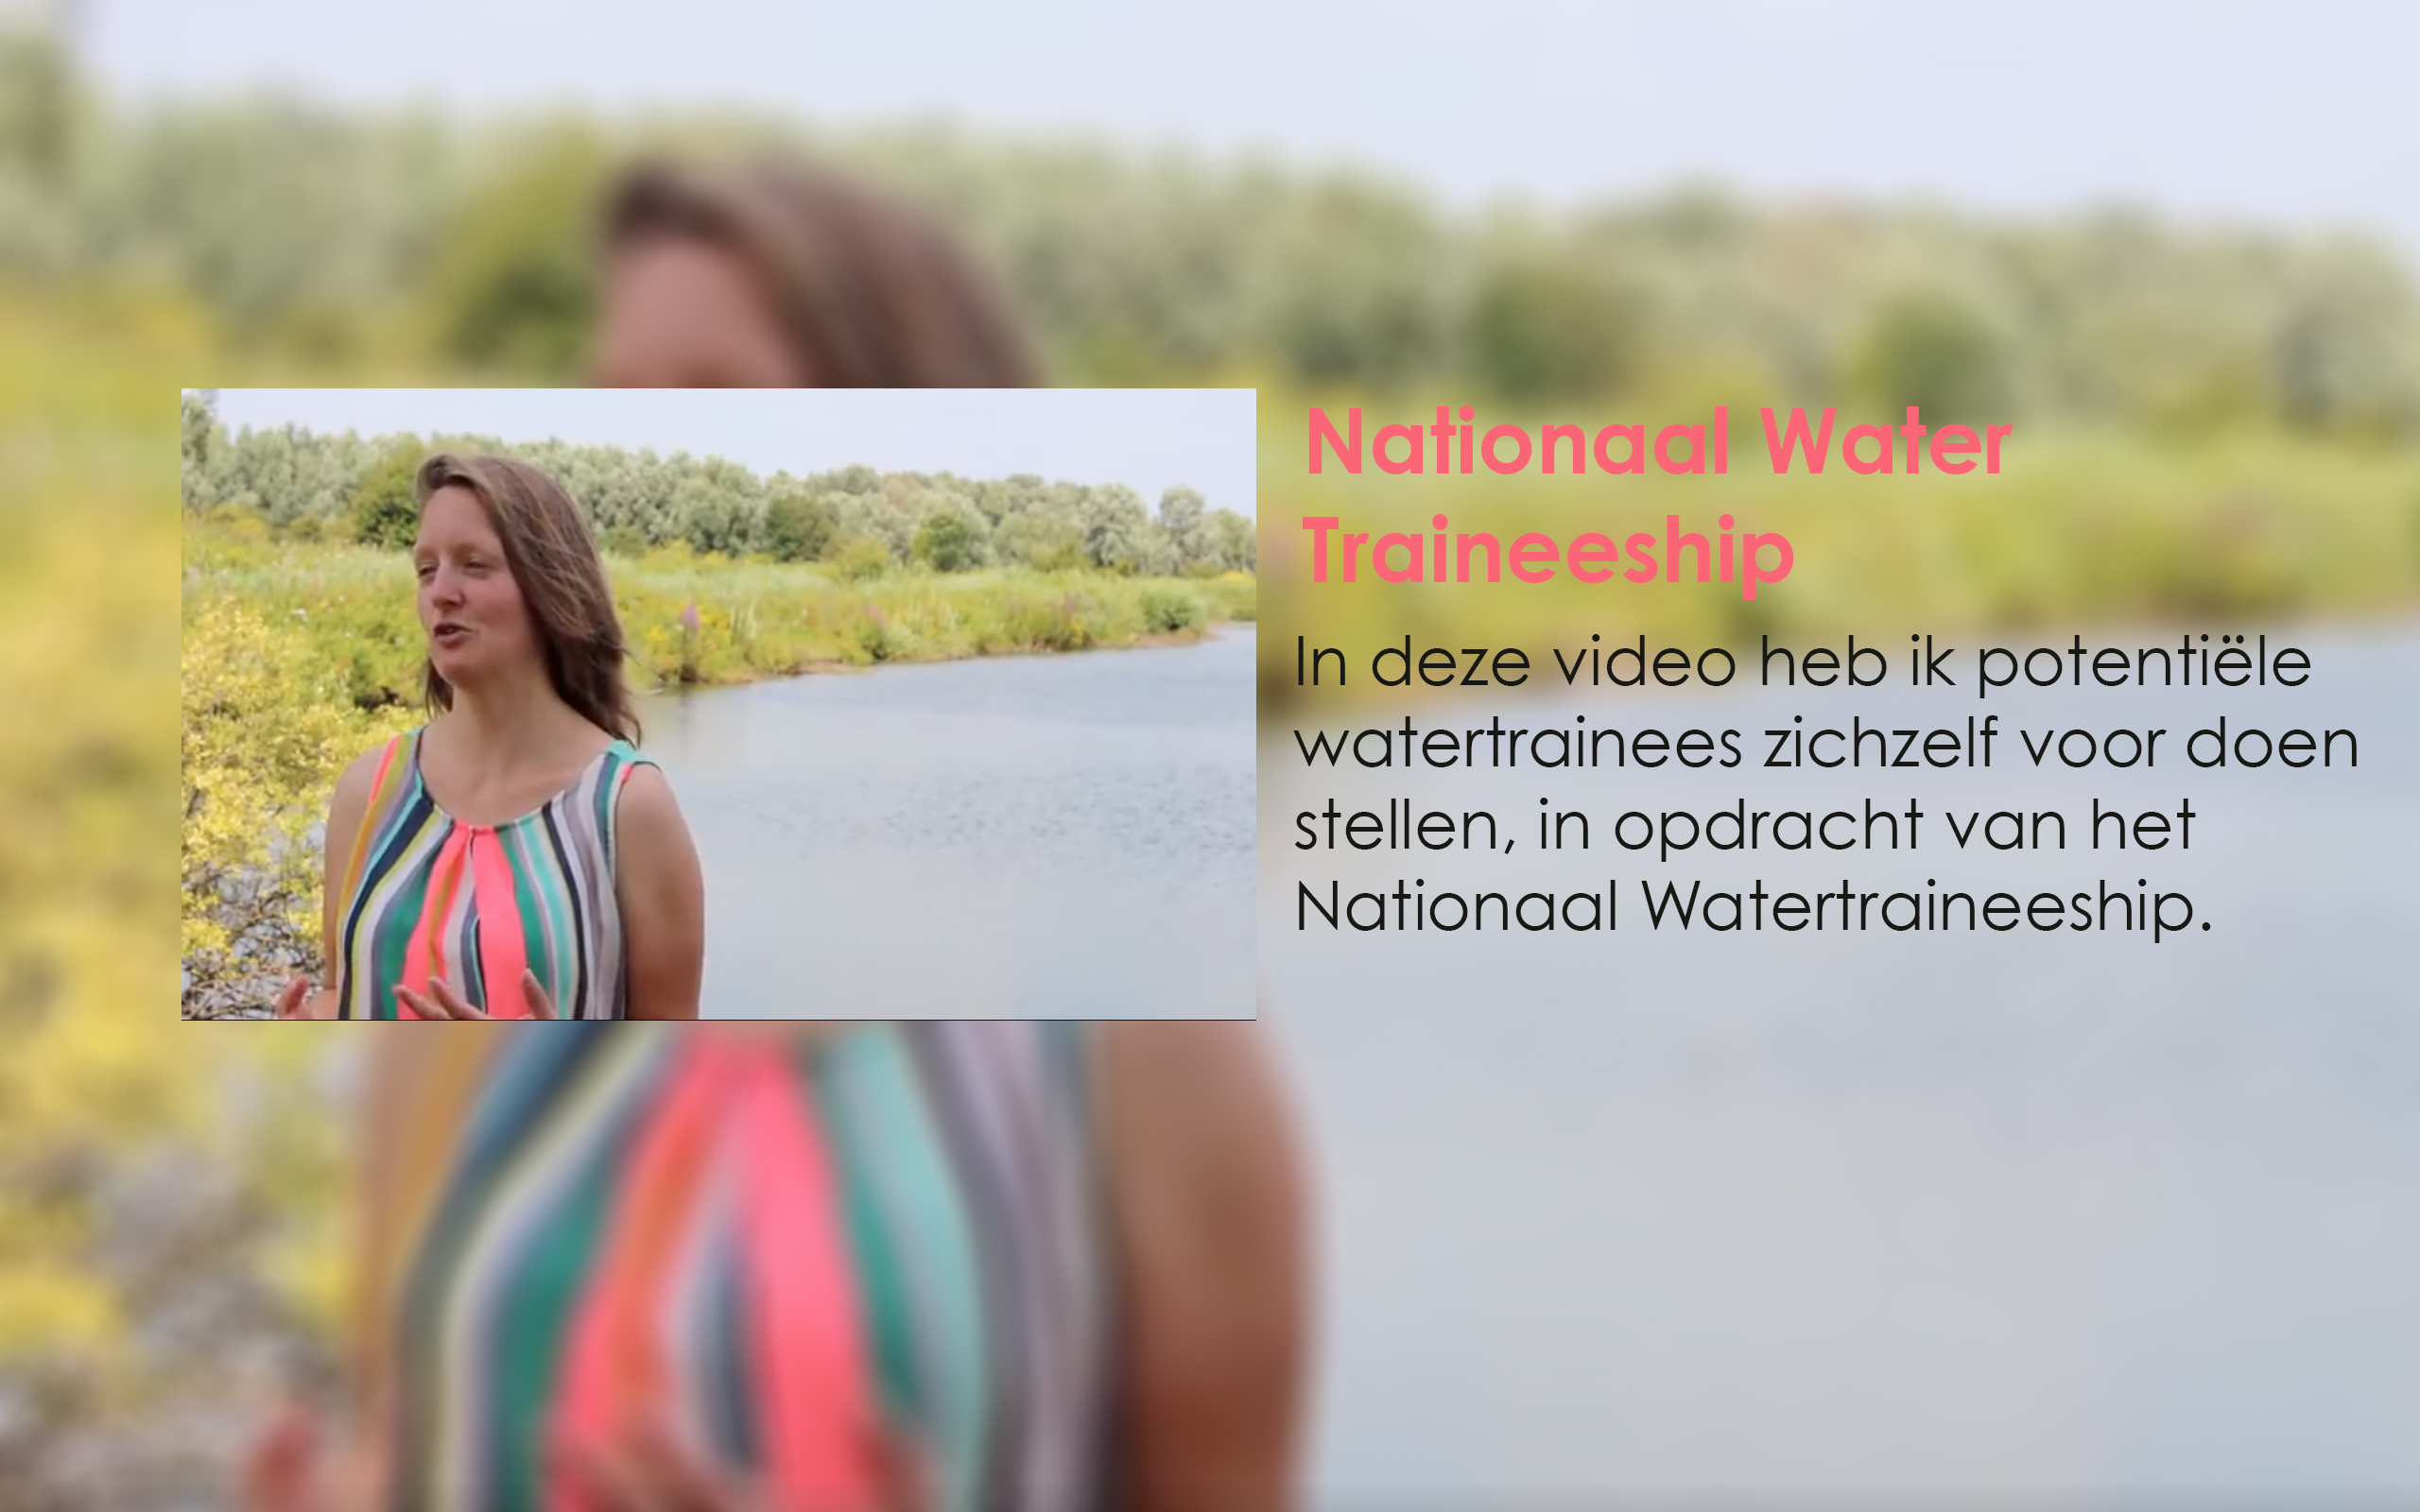 Nationaal Water
Traineeship
In deze video heb ik potentiële
watertrainees zichzelf voor doen
stellen, in opdracht van het
Nationaal Watertraineeship.